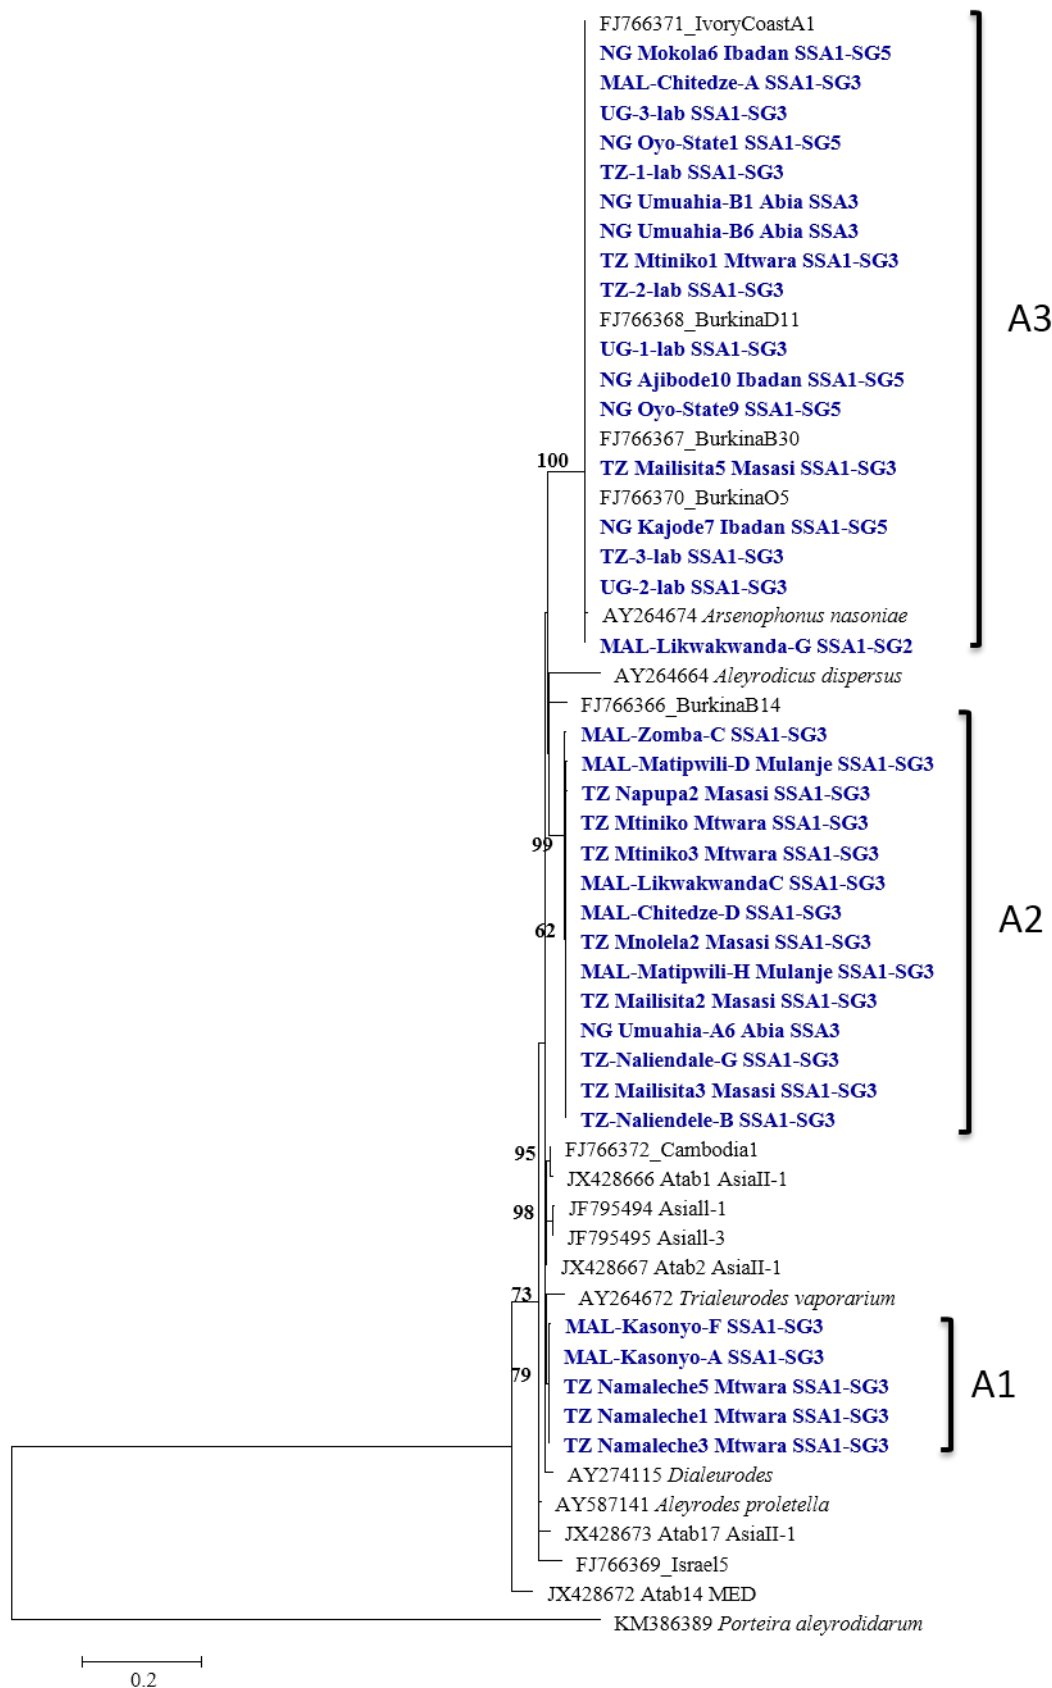 FJ766371_IvoryCoastA1
NG Mokola6 Ibadan SSA1-SG5
MAL-Chitedze-A SSA1-SG3
UG-3-lab SSA1-SG3
NG Oyo-State1 SSA1-SG5
TZ-1-lab SSA1-SG3
NG Umuahia-B1 Abia SSA3
NG Umuahia-B6 Abia SSA3
TZ Mtiniko1 Mtwara SSA1-SG3
TZ-2-lab SSA1-SG3
FJ766368_BurkinaD11
A3
UG-1-lab SSA1-SG3
NG Ajibode10 Ibadan SSA1-SG5
NG Oyo-State9 SSA1-SG5
FJ766367_BurkinaB30
100
TZ Mailisita5 Masasi SSA1-SG3
FJ766370_BurkinaO5
NG Kajode7 Ibadan SSA1-SG5
TZ-3-lab SSA1-SG3
UG-2-lab SSA1-SG3
AY264674 Arsenophonus nasoniae
MAL-Likwakwanda-G SSA1-SG2
AY264664 Aleyrodicus dispersus
FJ766366_BurkinaB14
MAL-Zomba-C SSA1-SG3
MAL-Matipwili-D Mulanje SSA1-SG3
TZ Napupa2 Masasi SSA1-SG3
TZ Mtiniko Mtwara SSA1-SG3
99
TZ Mtiniko3 Mtwara SSA1-SG3
MAL-LikwakwandaC SSA1-SG3
MAL-Chitedze-D SSA1-SG3
A2
62
TZ Mnolela2 Masasi SSA1-SG3
MAL-Matipwili-H Mulanje SSA1-SG3
TZ Mailisita2 Masasi SSA1-SG3
NG Umuahia-A6 Abia SSA3
TZ-Naliendale-G SSA1-SG3
TZ Mailisita3 Masasi SSA1-SG3
TZ-Naliendele-B SSA1-SG3
95
FJ766372_Cambodia1
JX428666 Atab1 AsiaII-1
98
JF795494 AsiaII-1
JF795495 AsiaII-3
JX428667 Atab2 AsiaII-1
73
AY264672 Trialeurodes vaporarium
MAL-Kasonyo-F SSA1-SG3
MAL-Kasonyo-A SSA1-SG3
79
TZ Namaleche5 Mtwara SSA1-SG3
A1
TZ Namaleche1 Mtwara SSA1-SG3
TZ Namaleche3 Mtwara SSA1-SG3
AY274115 Dialeurodes
AY587141 Aleyrodes proletella
JX428673 Atab17 AsiaII-1
FJ766369_Israel5
JX428672 Atab14 MED
KM386389 Porteira aleyrodidarum
0.2